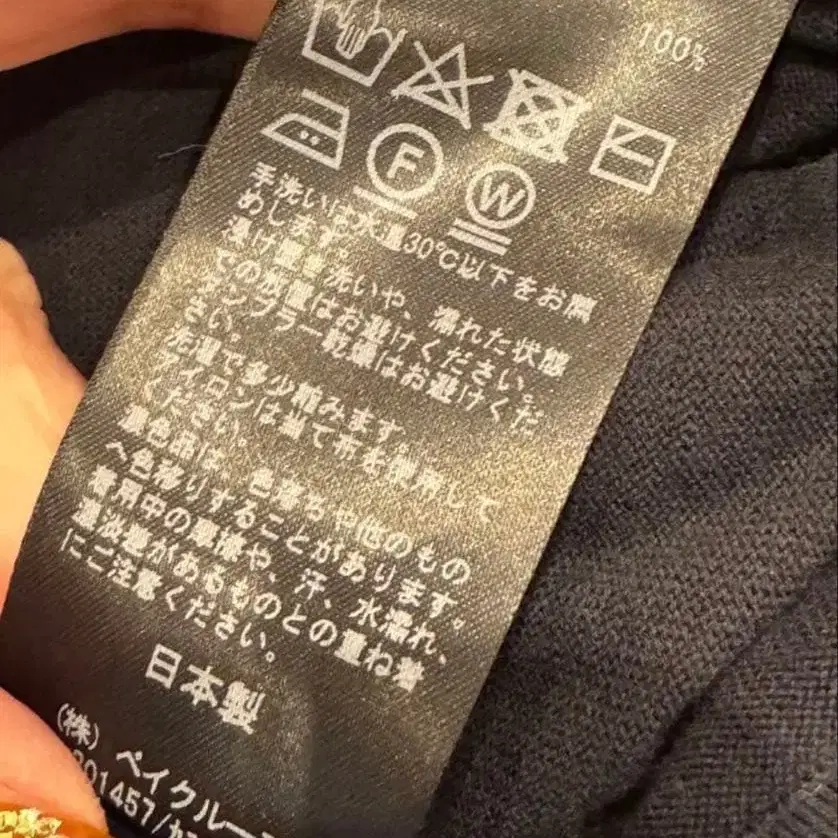 100%
F
W
手洗いは水温30℃以下をお薦
めします。
漬け置き洗いや、濡れた状態
での放置はお避けください。
タンブラー乾燥はお避けくだ
さい。
洗濯で多少縮みます。
アイロンは当て布を使用して
ください。
濃色品は、色落ちや他のもの
へ色移りすることがあります。
着用中の摩擦や、汗、水濡れ、
濃淡差があるものとの重ね着
にご注意ください。
日本製
(株) ベイクルー
01457/カ